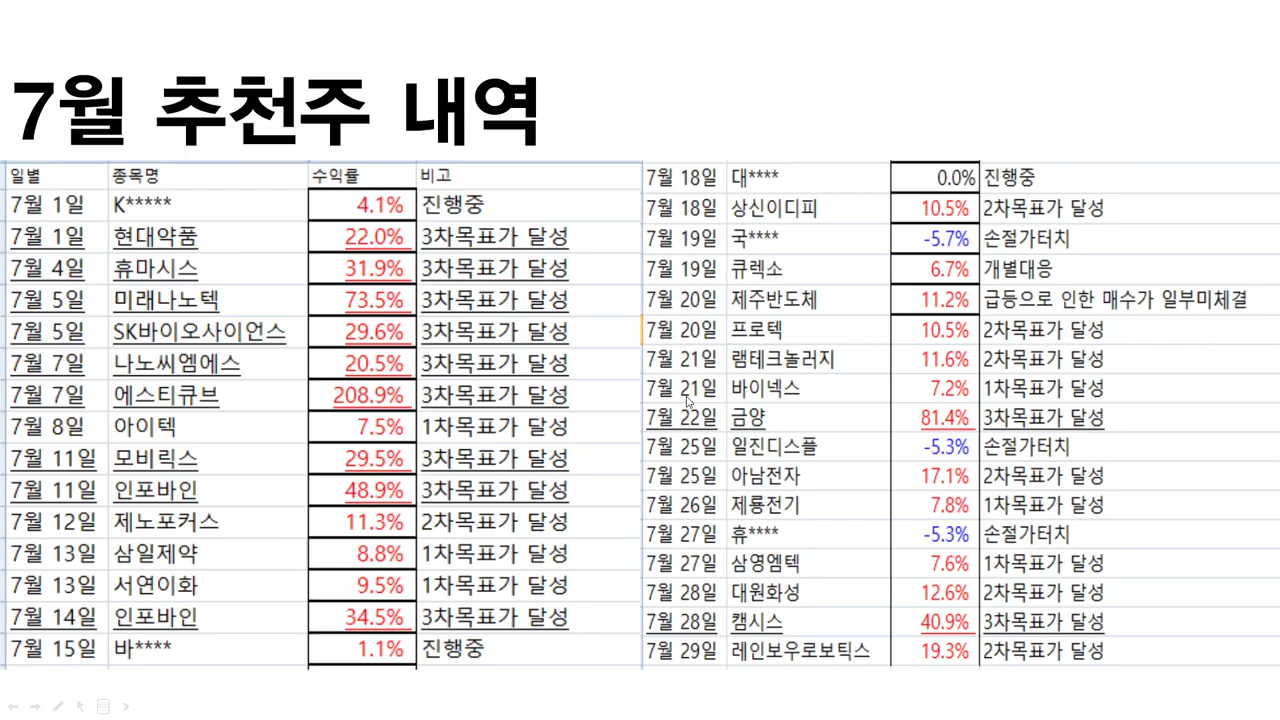 7월 추천주 내역
일별 종목명 수익률 비고
7월 1일 K***** 4.1% 진행중
7월 1일 현대약품 22.0% 3차목표가 달성
7월 4일 휴마시스 31.9% 3차목표가 달성
7월 5일 미래나노텍 73.5% 3차목표가 달성
7월 5일 SK바이오사이언스 29.6% 3차목표가 달성
7월 7일 나노씨엠에스 20.5% 3차목표가 달성
7월 7일 에스티큐브 208.9% 3차목표가 달성
7월 8일 아이텍 7.5% 1차목표가 달성
7월 11일 모비릭스 29.5% 3차목표가 달성
7월 11일 인포바인 48.9% 3차목표가 달성
7월 12일 제노포커스 11.3% 2차목표가 달성
7월 13일 삼일제약 8.8% 1차목표가 달성
7월 13일 서연이화 9.5% 1차목표가 달성
7월 14일 인포바인 34.5% 3차목표가 달성
7월 15일 바**** 1.1% 진행중
7월 18일 대**** 0.0% 진행중
7월 18일 상신이디피 10.5% 2차목표가 달성
7월 19일 국**** -5.7% 손절가터치
7월 19일 큐렉소 6.7% 개별대응
7월 20일 제주반도체 11.2% 급등으로 인한 매수가 일부미체결
7월 20일 프로텍 10.5% 2차목표가 달성
7월 21일 램테크놀러지 11.6% 2차목표가 달성
7월 21일 바이넥스 7.2% 1차목표가 달성
7월 22일 금양 81.4% 3차목표가 달성
7월 25일 일진디스플 -5.3% 손절가터치
7월 25일 아남전자 17.1% 2차목표가 달성
7월 26일 제룡전기 7.8% 1차목표가 달성
7월 27일 휴**** -5.3% 손절가터치
7월 27일 삼영엠텍 7.6% 1차목표가 달성
7월 28일 대원화성 12.6% 2차목표가 달성
7월 28일 캠시스 40.9% 3차목표가 달성
7월 29일 레인보우로보틱스 19.3% 2차목표가 달성